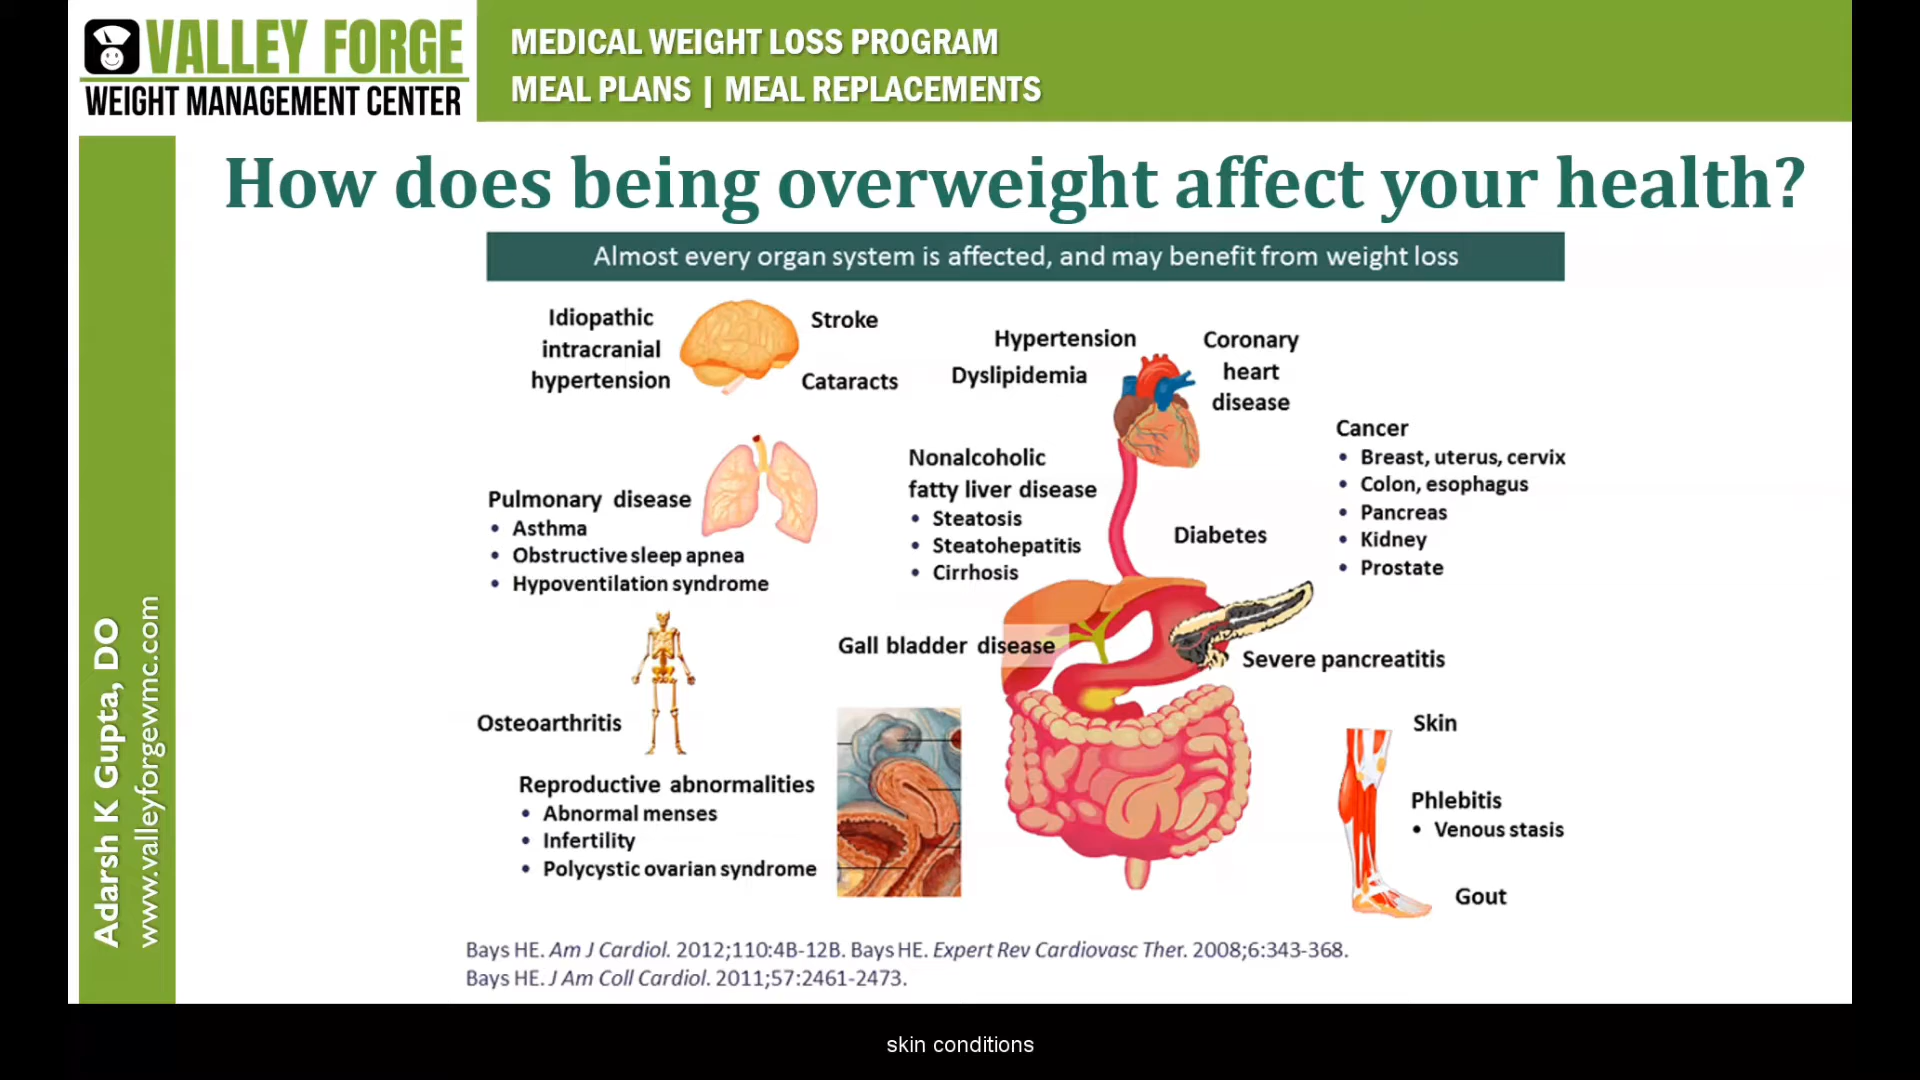 VALLEY FORGE
WEIGHT MANAGEMENT CENTER
MEDICAL WEIGHT LOSS PROGRAM
MEAL PLANS | MEAL REPLACEMENTS
Adarsh K Gupta, DO
www.valleyforgewmc.com
How does being overweight affect your health?
Almost every organ system is affected, and may benefit from weight loss
Idiopathic
intracranial
hypertension
Stroke
Cataracts
Hypertension
Dyslipidemia
Coronary
heart
disease
Cancer
• Breast, uterus, cervix
• Colon, esophagus
• Pancreas
• Kidney
• Prostate
Pulmonary disease
• Asthma
• Obstructive sleep apnea
• Hypoventilation syndrome
Nonalcoholic
fatty liver disease
• Steatosis
• Steatohepatitis
• Cirrhosis
Diabetes
Gall bladder disease
Severe pancreatitis
Osteoarthritis
Reproductive abnormalities
• Abnormal menses
• Infertility
• Polycystic ovarian syndrome
Skin
Phlebitis
• Venous stasis
Gout
Bays HE. Am J Cardiol. 2012;110:4B-12B. Bays HE. Expert Rev Cardiovasc Ther. 2008;6:343-368.
Bays HE. J Am Coll Cardiol. 2011;57:2461-2473.
skin conditions